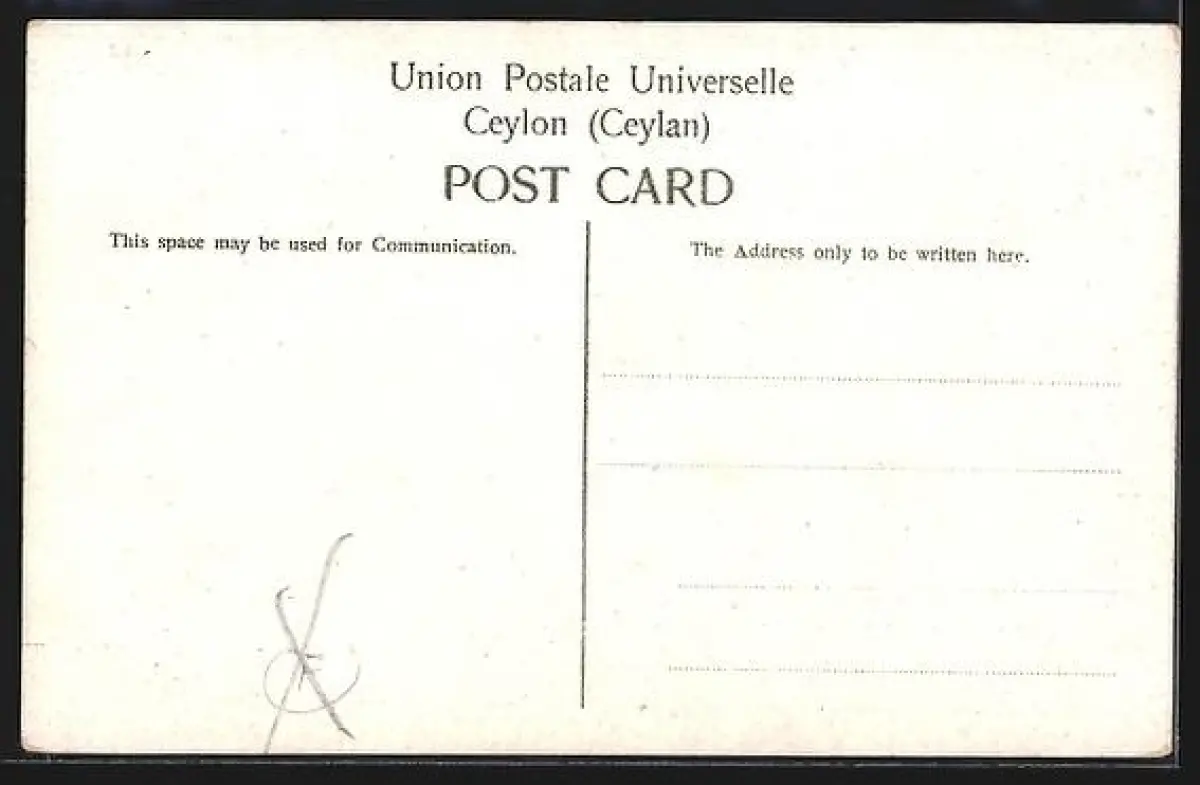 Union Postale Universelle
Ceylon (Ceylan)
POST CARD
This space may be used for Communication.
The Address only to be written here.